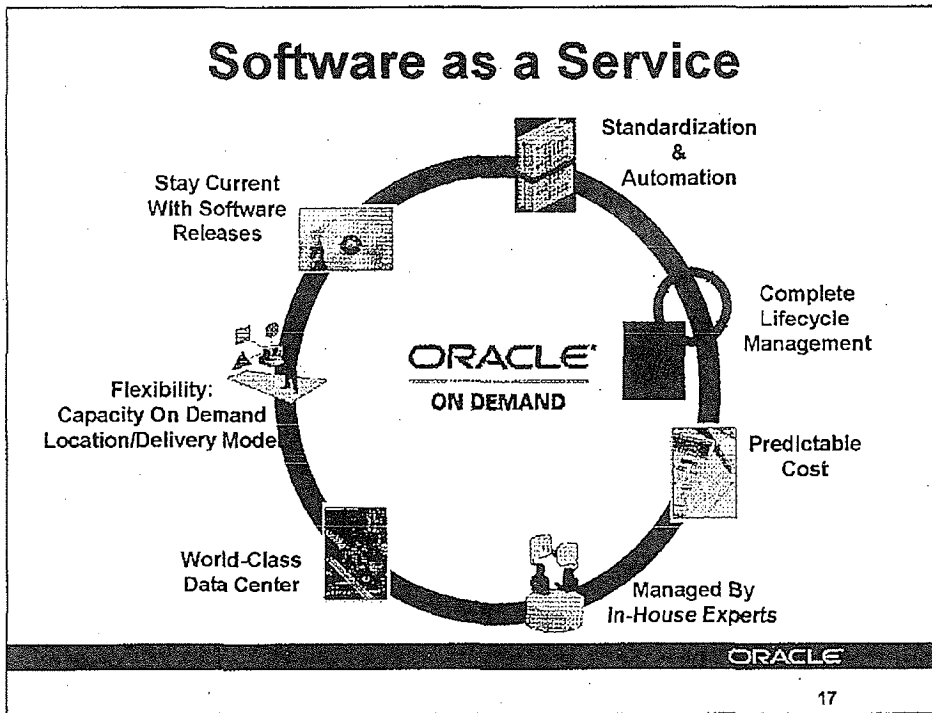 Software as a Service
Standardization
&
Automation
Stay Current
With Software
Releases
Complete
Lifecycle
Management
ORACLE
ON DEMAND
Flexibility:
Capacity On Demand
Location/Delivery Model
Predictable
Cost
World-Class
Data Center
Managed By
In-House Experts
ORACLE
17